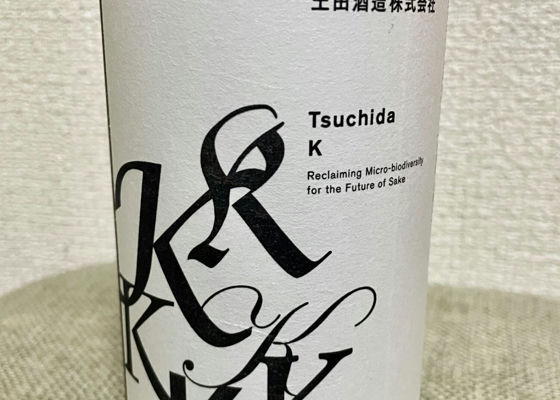 土田酒造株式会社
Tsuchida
K
Reclaiming Micro-biodiversity
for the Future of Sake
K
K
K
K